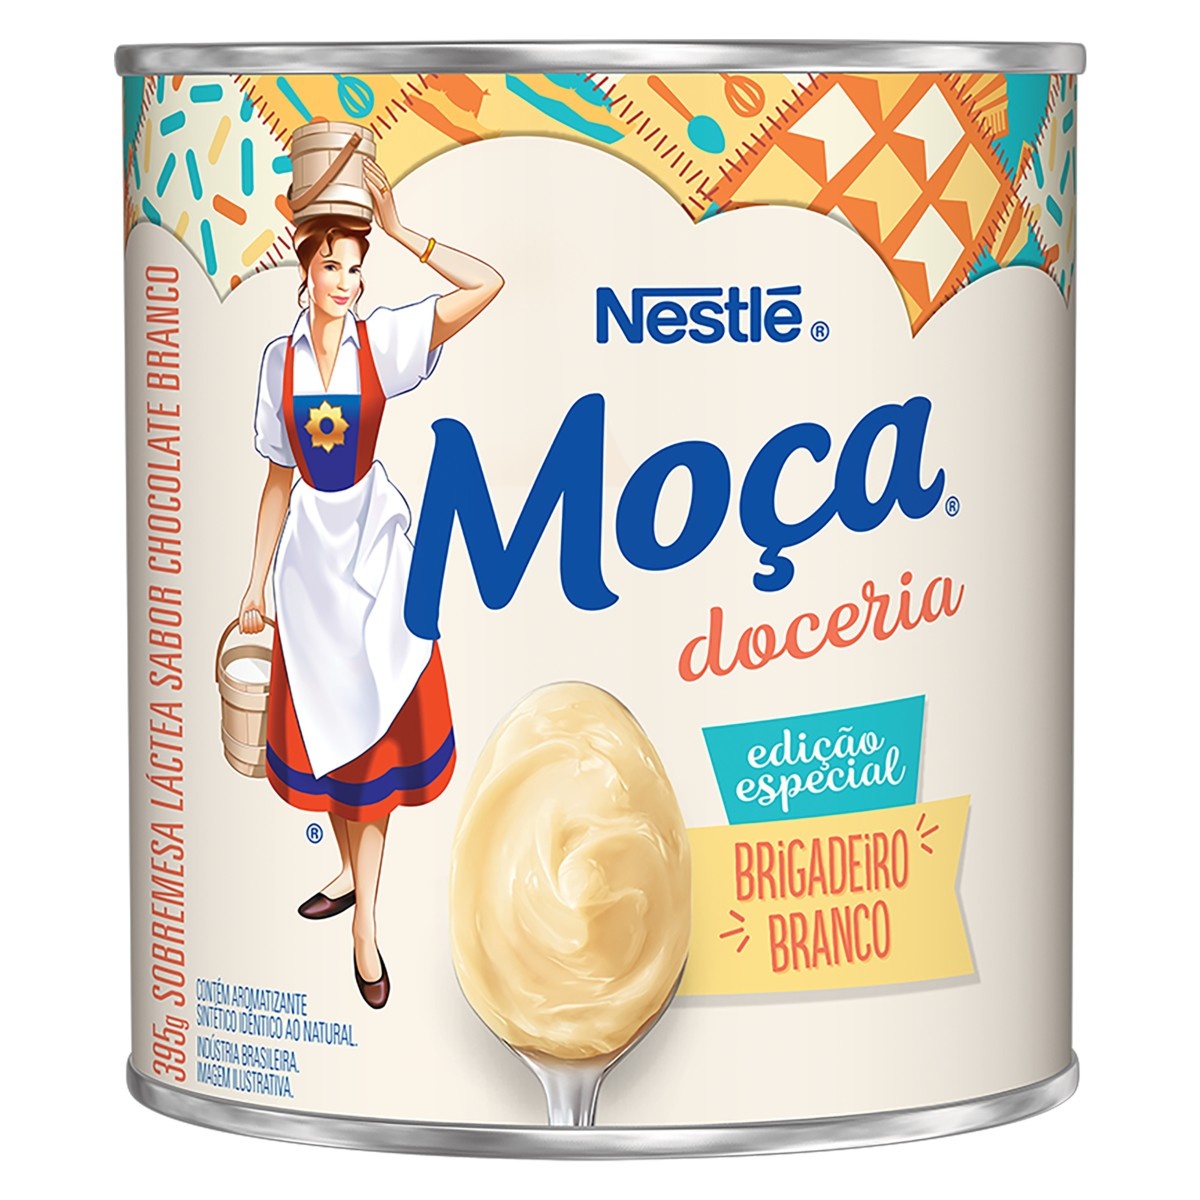 Nestlé®
Moça®
doceria
edição
especial
BRIGADEIRO
BRANCO
395g SOBREMESA LÁCTEA SABOR CHOCOLATE BRANCO
®
CONTÉM AROMATIZANTE
SINTÉTICO IDÊNTICO AO NATURAL.
INDÚSTRIA BRASILEIRA.
IMAGEM ILUSTRATIVA.